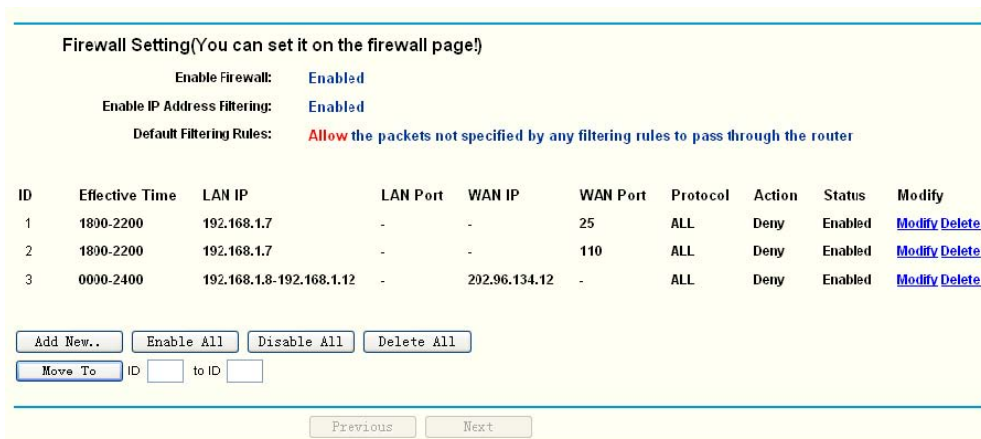 Firewall Setting(You can set it on the firewall page!)
Enable Firewall: Enabled
Enable IP Address Filtering: Enabled
Default Filtering Rules: Allow the packets not specified by any filtering rules to pass through the router
ID Effective Time LAN IP LAN Port WAN IP WAN Port Protocol Action Status Modify
1 1800-2200 192.168.1.7 - - 25 ALL Deny Enabled Modify Delete
2 1800-2200 192.168.1.7 - - 110 ALL Deny Enabled Modify Delete
3 0000-2400 192.168.1.8-192.168.1.12 - 202.96.134.12 - ALL Deny Enabled Modify Delete
Add New.. Enable All Disable All Delete All
Move To ID to ID
Previous Next